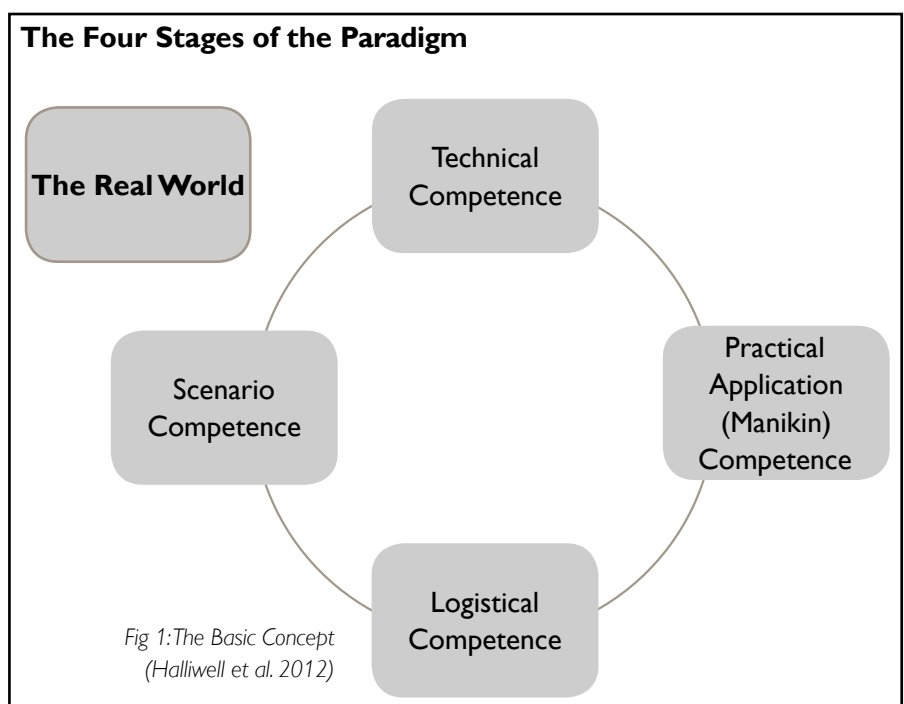 The Four Stages of the Paradigm
The Real World
Technical
Competence
Practical
Application
(Manikin)
Competence
Logistical
Competence
Scenario
Competence
Fig 1:The Basic Concept
(Halliwell et al. 2012)